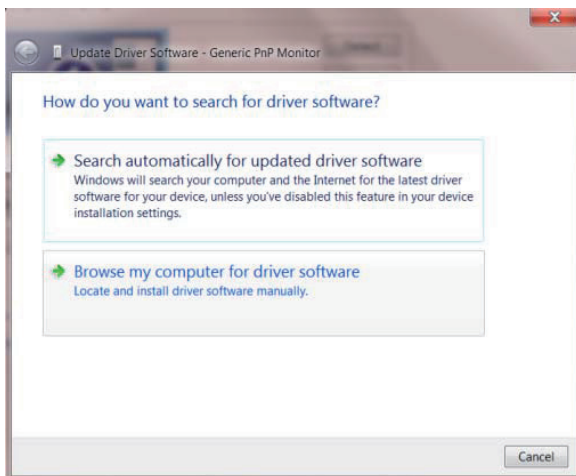 Update Driver Software - Generic PnP Monitor
How do you want to search for driver software?
Search automatically for updated driver software
Windows will search your computer and the Internet for the latest driver
software for your device, unless you've disabled this feature in your device
installation settings.
Browse my computer for driver software
Locate and install driver software manually.
Cancel